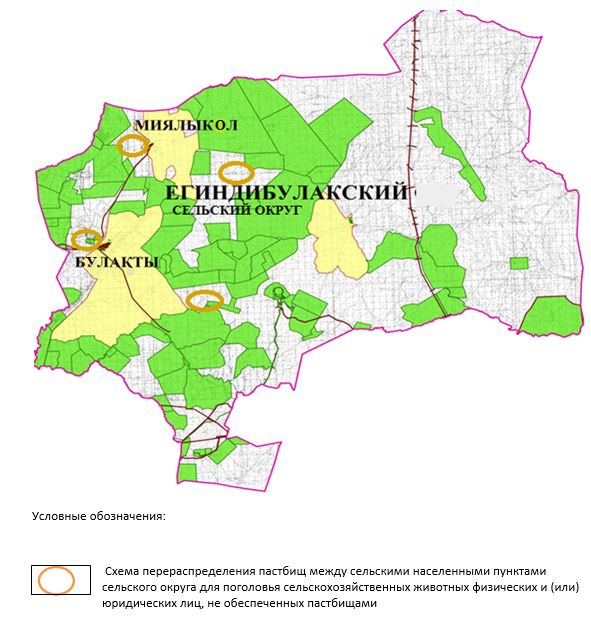 МИЯЛЫКОЛ
ЕГИНДИБУЛАКСКИЙ
СЕЛЬСКИЙ ОКРУГ
БУЛАКТЫ
Условные обозначения:
Схема перераспределения пастбищ между сельскими населенными пунктами
сельского округа для поголовья сельскохозяйственных животных физических и (или)
юридических лиц, не обеспеченных пастбищами